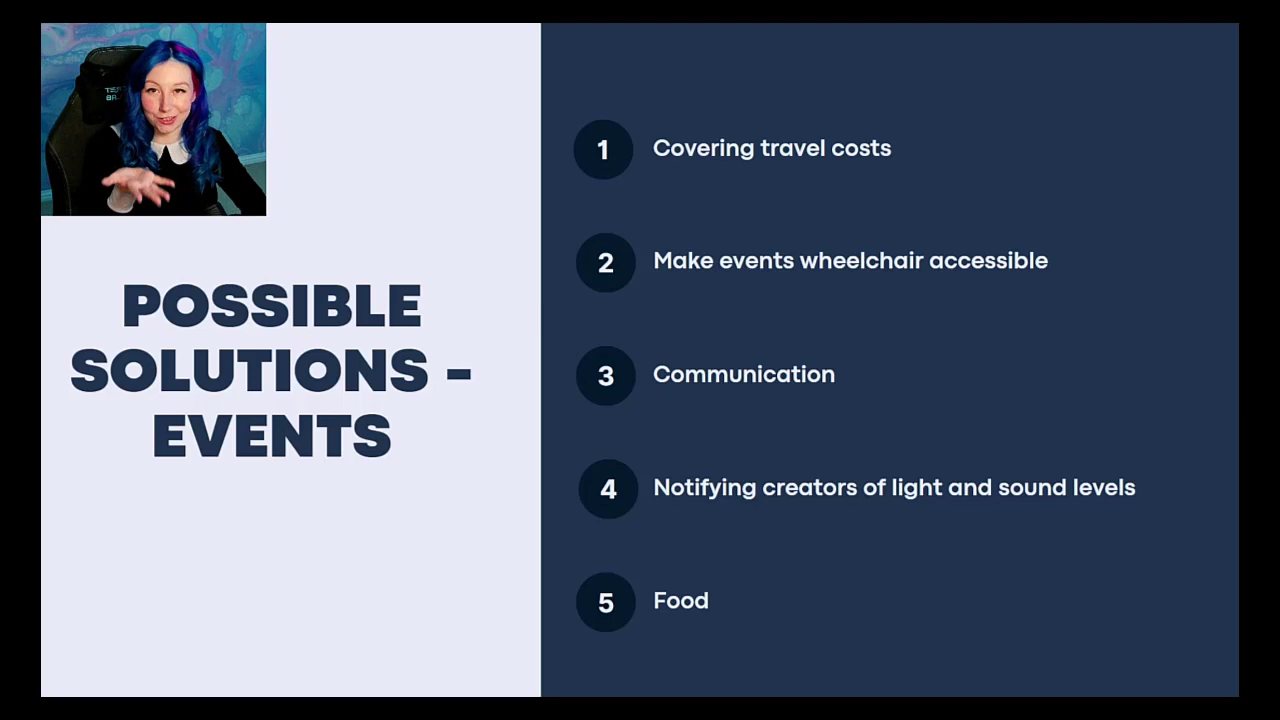 POSSIBLE
SOLUTIONS -
EVENTS
1 Covering travel costs
2 Make events wheelchair accessible
3 Communication
4 Notifying creators of light and sound levels
5 Food